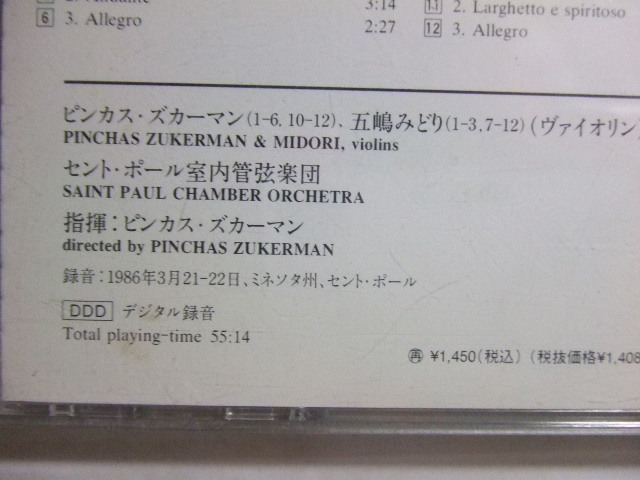 2. Andante 3:14
6 3. Allegro 2:27
11 2. Larghetto e spiritoso
12 3. Allegro
ピンカス・ズカーマン(1-6, 10-12)、五嶋みどり(1-3, 7-12) (ヴァイオリン)
PINCHAS ZUKERMAN & MIDORI, violins
セント・ポール室内管弦楽団
SAINT PAUL CHAMBER ORCHETRA
指揮:ピンカス・ズカーマン
directed by PINCHAS ZUKERMAN
録音:1986年3月21-22日、ミネソタ州、セント・ポール
DDD デジタル録音
Total playing-time 55:14
再 ¥1,450(税込) (税抜価格¥1,408